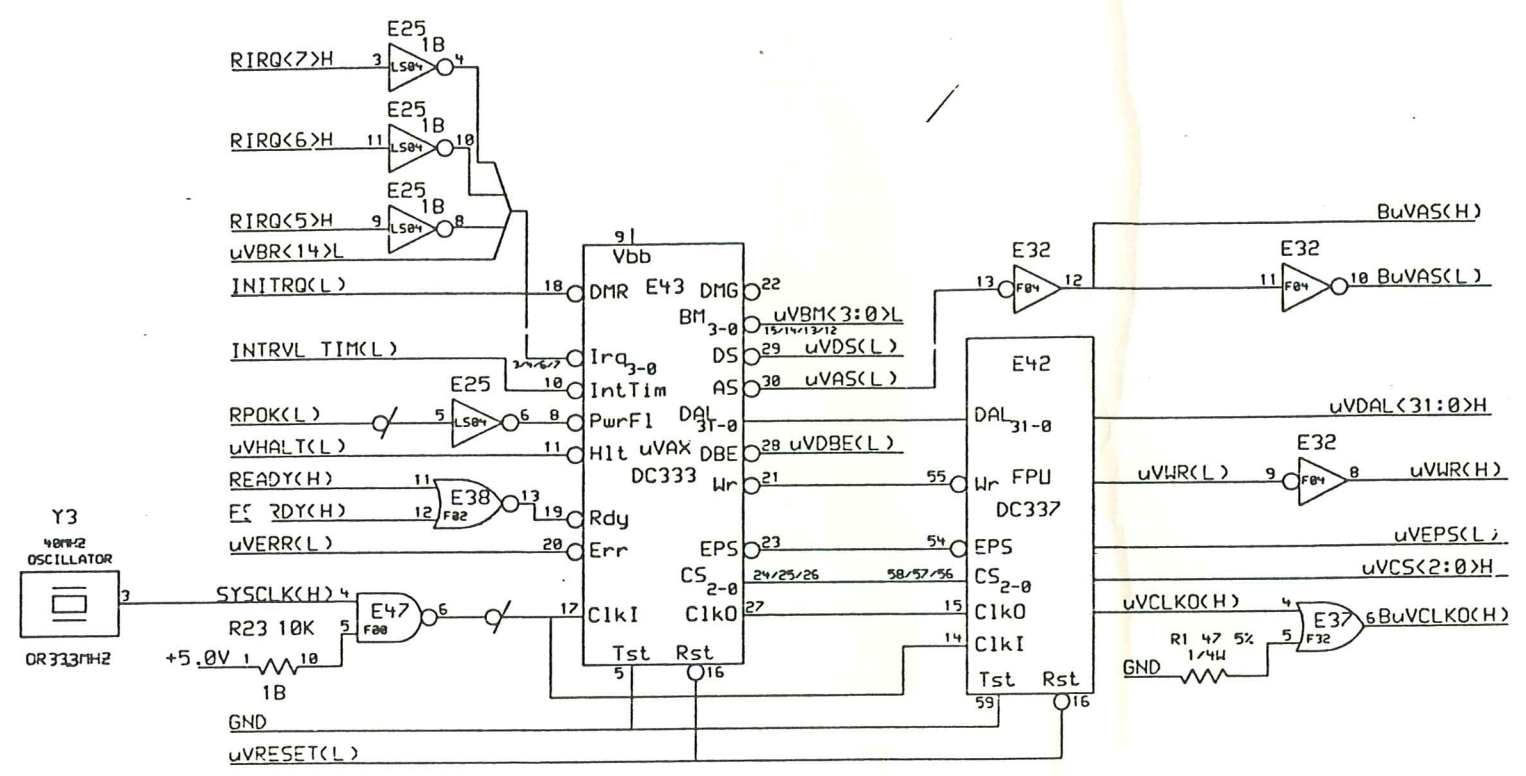 E25
1B
RIRQ<7>H 3 LS04 4
E25
1B
RIRQ<6>H 11 LS04 10
E25
1B
RIRQ<5>H 9 LS04 8
uVBR<14>L
INITRQ(L) 18
INTRVL TIM(L)
3/4/6/7
10
E25
RPOK(L) 5 LS04 6 8
uVHALT(L) 11
READY(H) 11 E38 13
RDY(H) 12 F02 19
uVERR(L) 20
Y3
40MHZ
OSCILLATOR
3 SYSCLK(H) 4 E47 6 17
F00
R23 10K 5
OR333MHZ
+5.0V 1 10
1B
GND
uVRESET(L)
9
Vbb
DMR E43 DMG 22
BM 3-0 uVBM<3:0>L
15/14/13/12
Irq 3-0 DS 29 uVDS(L)
IntTim AS 30 uVAS(L)
PwrFl DAL 31-0
Hlt uVAX DBE 28 uVDBE(L)
DC333 Wr 21
Rdy
Err EPS 23
CS 2-0 24/25/26
ClkI ClkO 27
Tst Rst
5 16
BuVAS(H)
E32 E32
13 F04 12 11 F04 10 BuVAS(L)
E42
DAL 31-0 uVDAL<31:0>H
E32
55 Wr FPU uVWR(L) 9 F04 8 uVWR(H)
DC337
54 EPS uVEPS(L
58/57/56 CS 2-0 uVCS<2:0>H
15 ClkO uVCLKO(H) 4 E37 6 BuVCLKO(H)
F32
14 ClkI R1 47 5% 5
1/4W
GND
Tst Rst
59 16